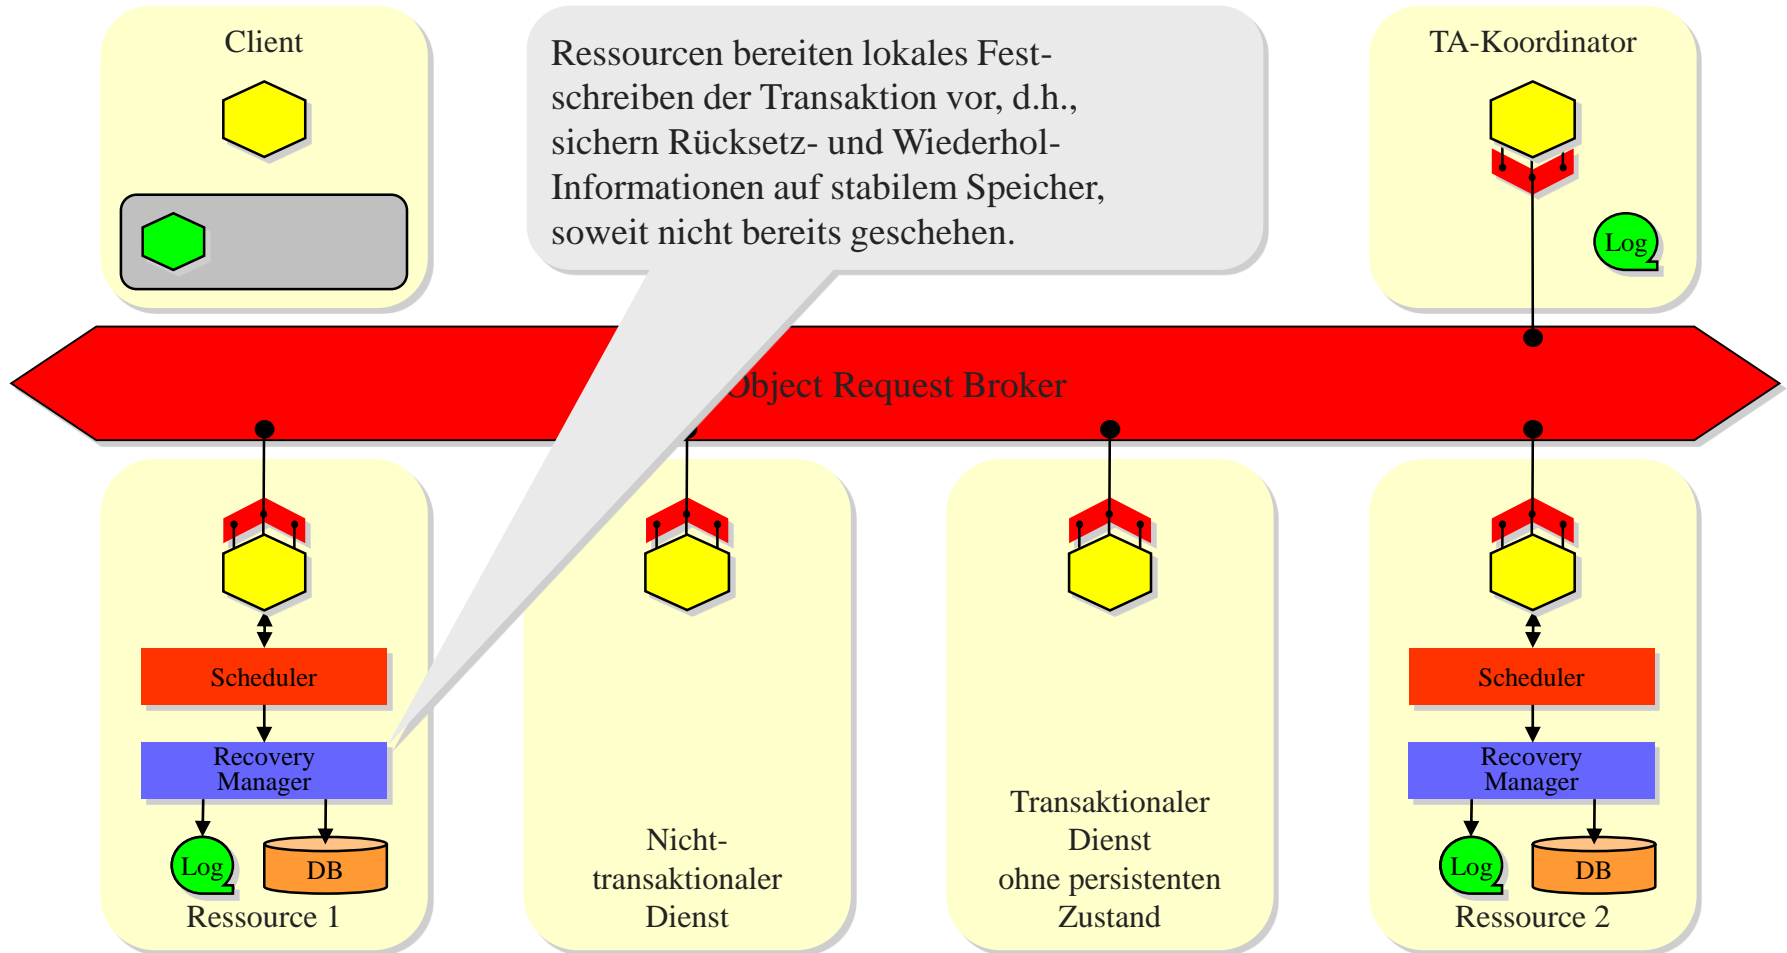 Client
Ressourcen bereiten lokales Fest-
schreiben der Transaktion vor, d.h.,
sichern Rücksetz- und Wiederhol-
Informationen auf stabilem Speicher,
soweit nicht bereits geschehen.
TA-Koordinator
Log
Object Request Broker
Scheduler
Recovery
Manager
Log
DB
Ressource 1
Nicht-
transaktionaler
Dienst
Transaktionaler
Dienst
ohne persistenten
Zustand
Scheduler
Recovery
Manager
Log
DB
Ressource 2